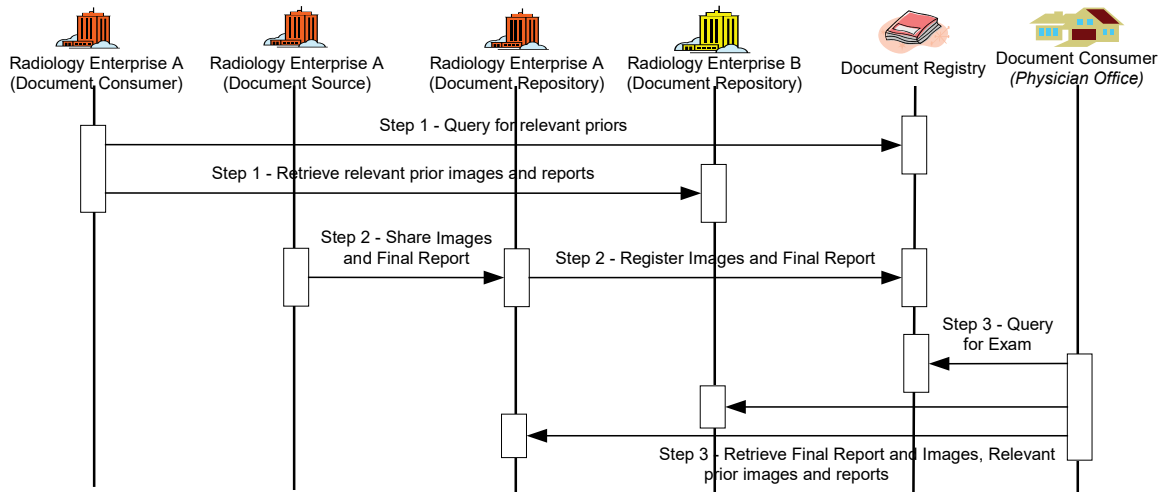 Radiology Enterprise A
(Document Consumer)
Radiology Enterprise A
(Document Source)
Radiology Enterprise A
(Document Repository)
Radiology Enterprise B
(Document Repository)
Document Registry
Document Consumer
(Physician Office)
Step 1 - Query for relevant priors
Step 1 - Retrieve relevant prior images and reports
Step 2 - Share Images
and Final Report
Step 2 - Register Images and Final Report
Step 3 - Query
for Exam
Step 3 - Retrieve Final Report and Images, Relevant
prior images and reports